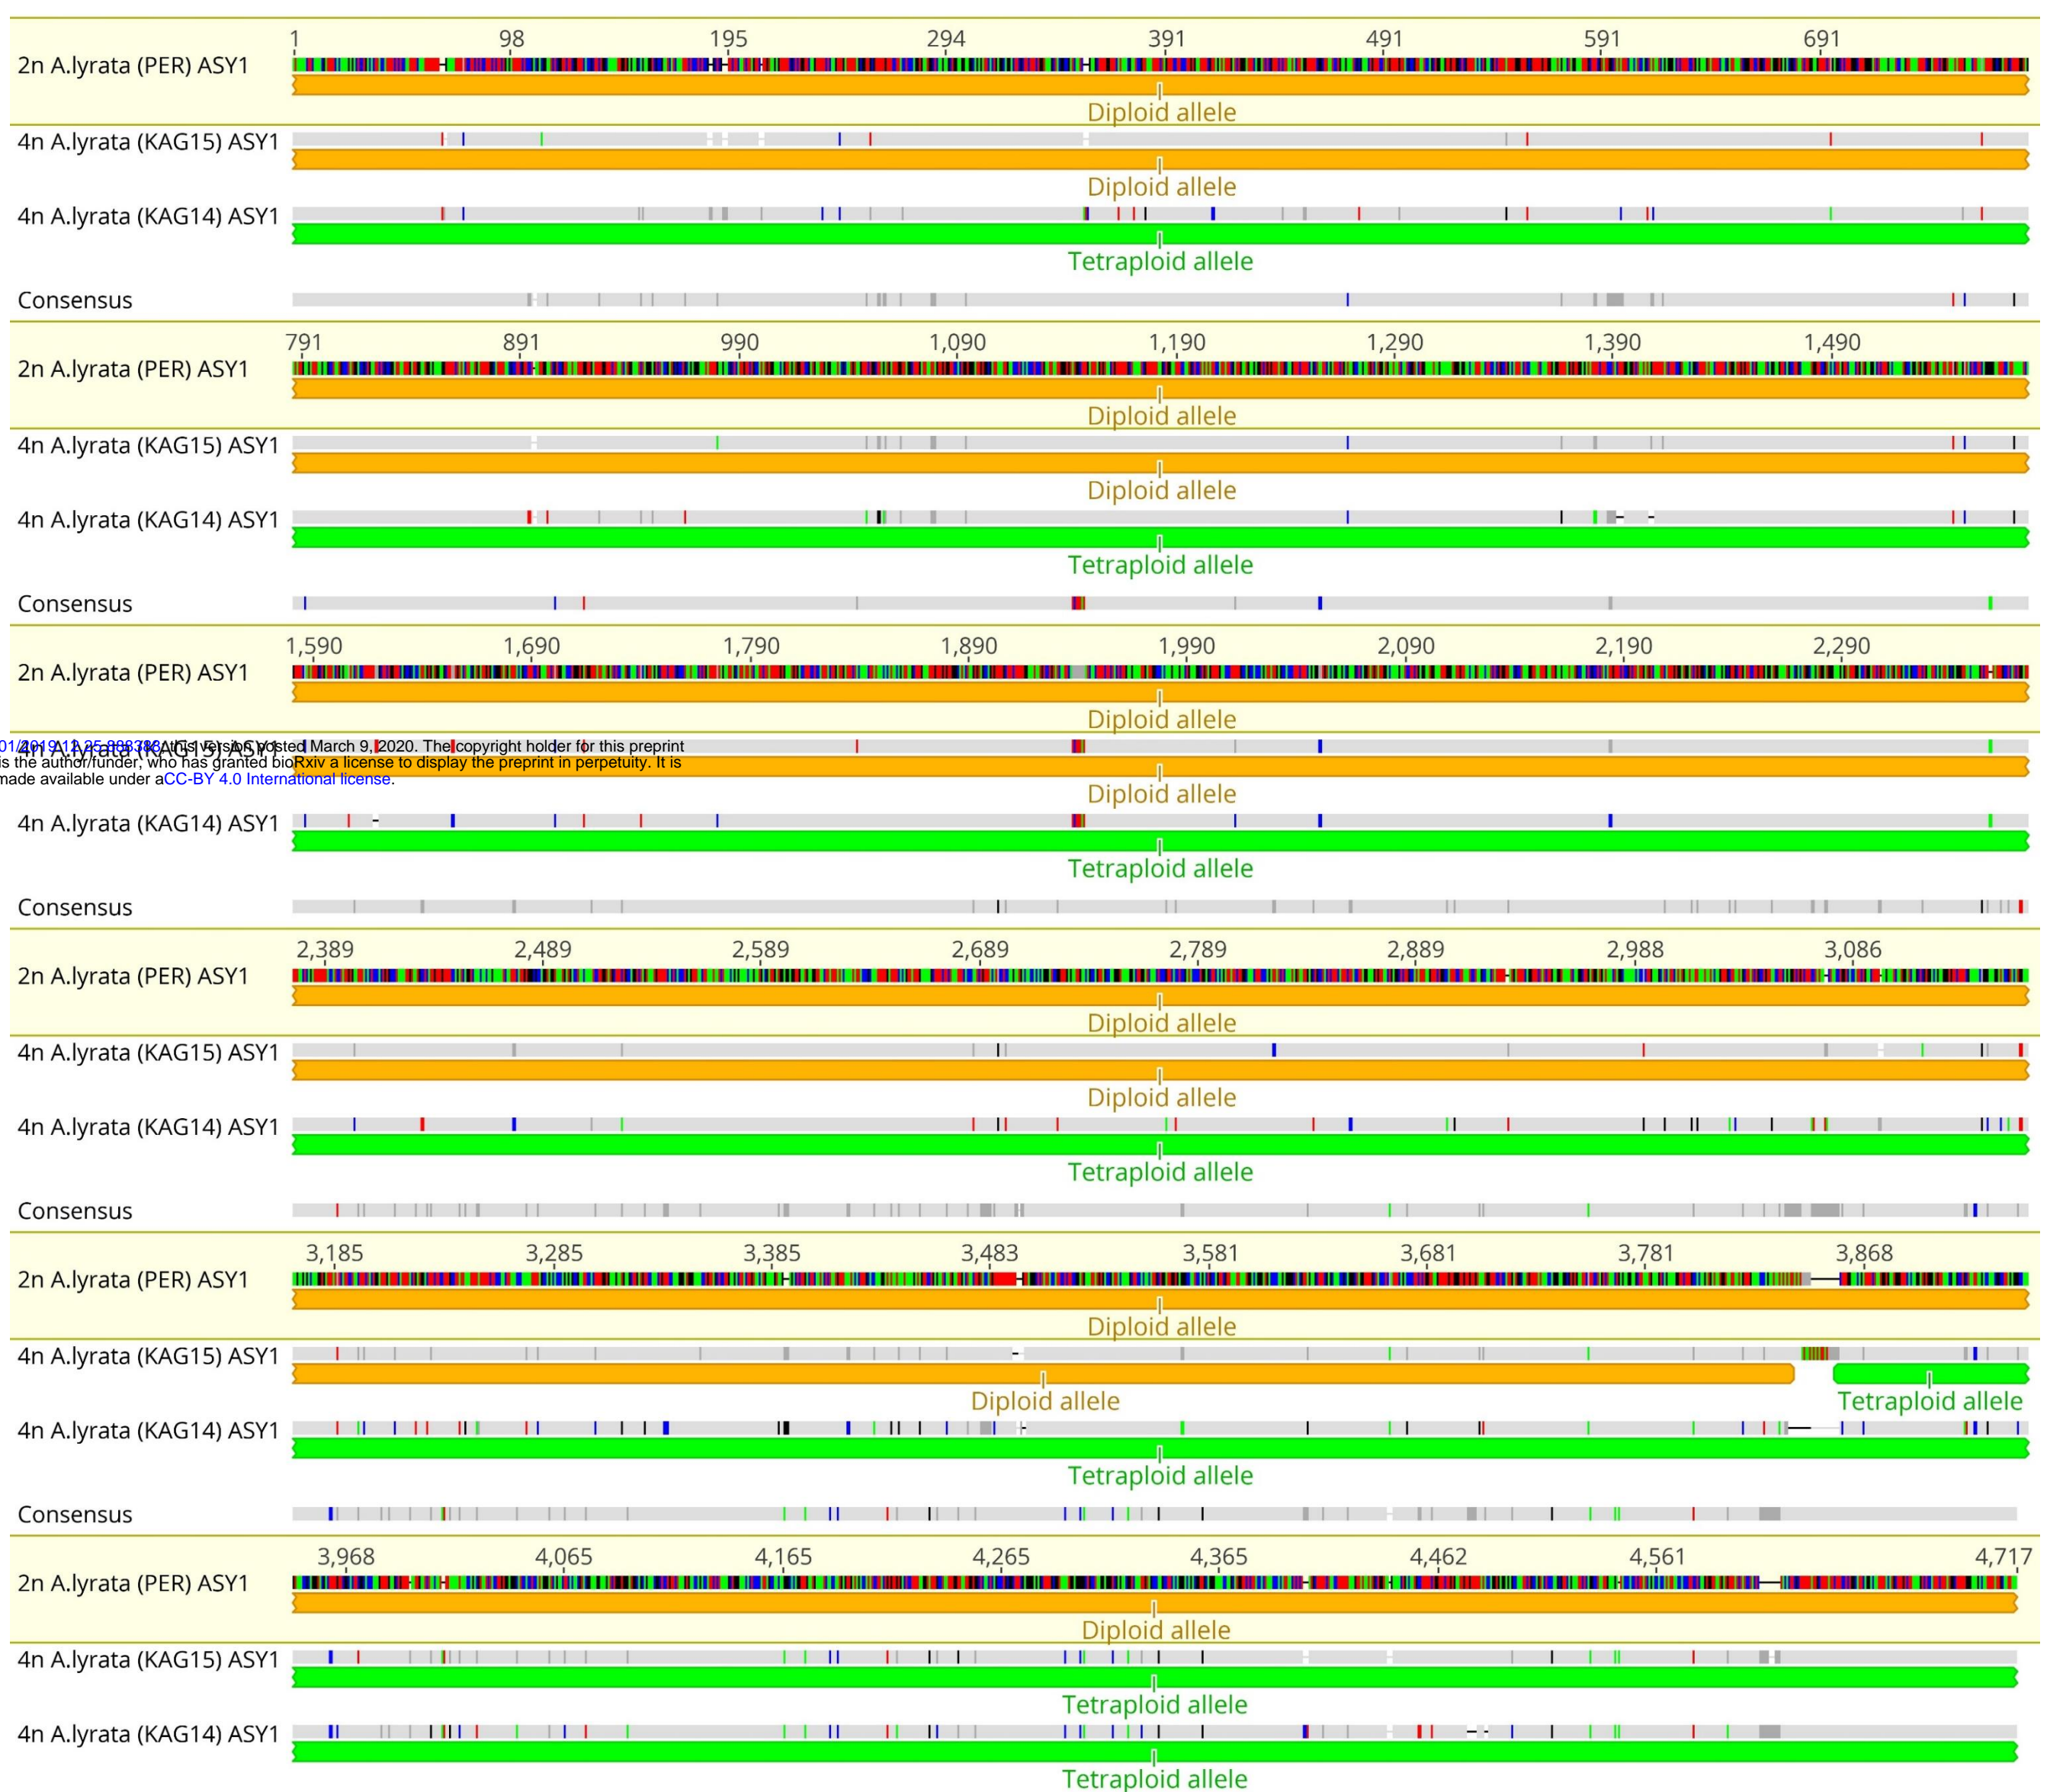 1 98 195 294 391 491 591 691
2n A.lyrata (PER) ASY1
Diploid allele
4n A.lyrata (KAG15) ASY1
Diploid allele
4n A.lyrata (KAG14) ASY1
Tetraploid allele
Consensus
791 891 990 1,090 1,190 1,290 1,390 1,490
2n A.lyrata (PER) ASY1
Diploid allele
4n A.lyrata (KAG15) ASY1
Diploid allele
4n A.lyrata (KAG14) ASY1
Tetraploid allele
Consensus
1,590 1,690 1,790 1,890 1,990 2,090 2,190 2,290
2n A.lyrata (PER) ASY1
Diploid allele
4n A.lyrata (KAG15) ASY1
01/2019.12.25.888388; this version posted March 9, 2020. The copyright holder for this preprint
is the author/funder, who has granted bioRxiv a license to display the preprint in perpetuity. It is
made available under aCC-BY 4.0 International license.
Diploid allele
4n A.lyrata (KAG14) ASY1
Tetraploid allele
Consensus
2,389 2,489 2,589 2,689 2,789 2,889 2,988 3,086
2n A.lyrata (PER) ASY1
Diploid allele
4n A.lyrata (KAG15) ASY1
Diploid allele
4n A.lyrata (KAG14) ASY1
Tetraploid allele
Consensus
3,185 3,285 3,385 3,483 3,581 3,681 3,781 3,868
2n A.lyrata (PER) ASY1
Diploid allele
4n A.lyrata (KAG15) ASY1
Diploid allele Tetraploid allele
4n A.lyrata (KAG14) ASY1
Tetraploid allele
Consensus
3,968 4,065 4,165 4,265 4,365 4,462 4,561 4,717
2n A.lyrata (PER) ASY1
Diploid allele
4n A.lyrata (KAG15) ASY1
Tetraploid allele
4n A.lyrata (KAG14) ASY1
Tetraploid allele